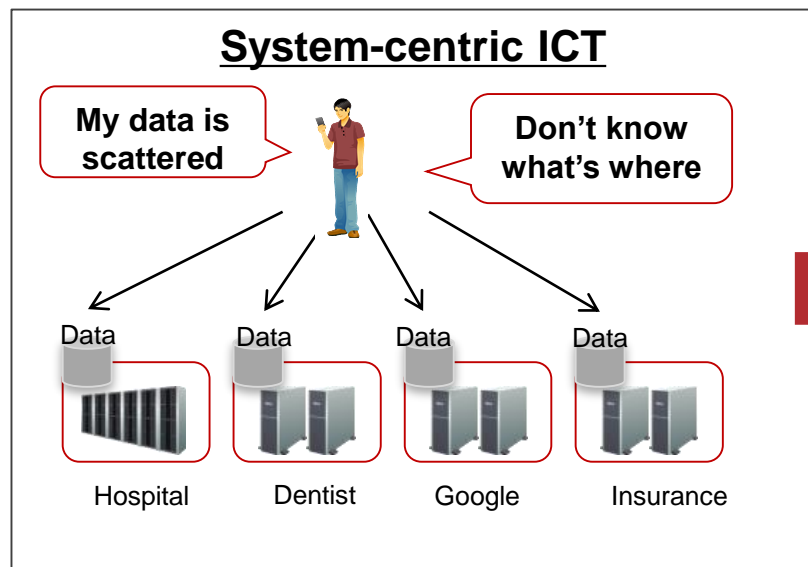 System-centric ICT
My data is
scattered
Don’t know
what’s where
Data
Data
Data
Data
Hospital
Dentist
Google
Insurance